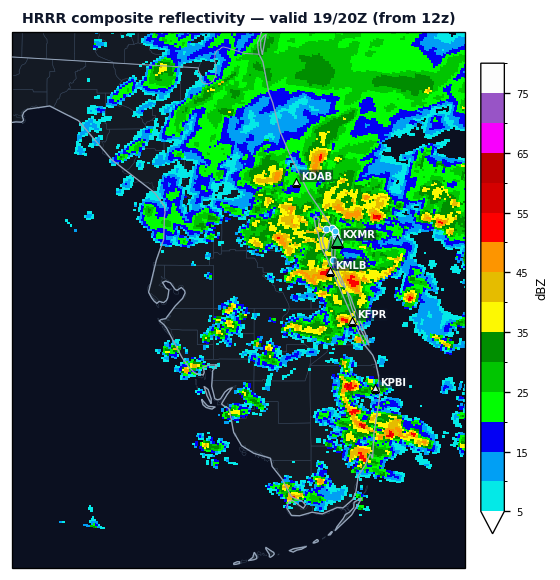 HRRR composite reflectivity — valid 19/20Z (from 12z)
KDAB
KXMR
KMLB
KFPR
KPBI
75
65
55
45
35
25
15
5
dBZ